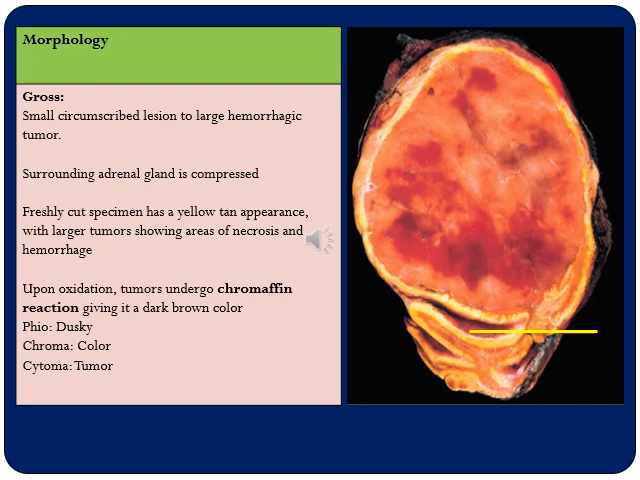 Morphology
Gross:
Small circumscribed lesion to large hemorrhagic
tumor.
Surrounding adrenal gland is compressed
Freshly cut specimen has a yellow tan appearance,
with larger tumors showing areas of necrosis and
hemorrhage
Upon oxidation, tumors undergo chromaffin
reaction giving it a dark brown color
Phio: Dusky
Chroma: Color
Cytoma: Tumor